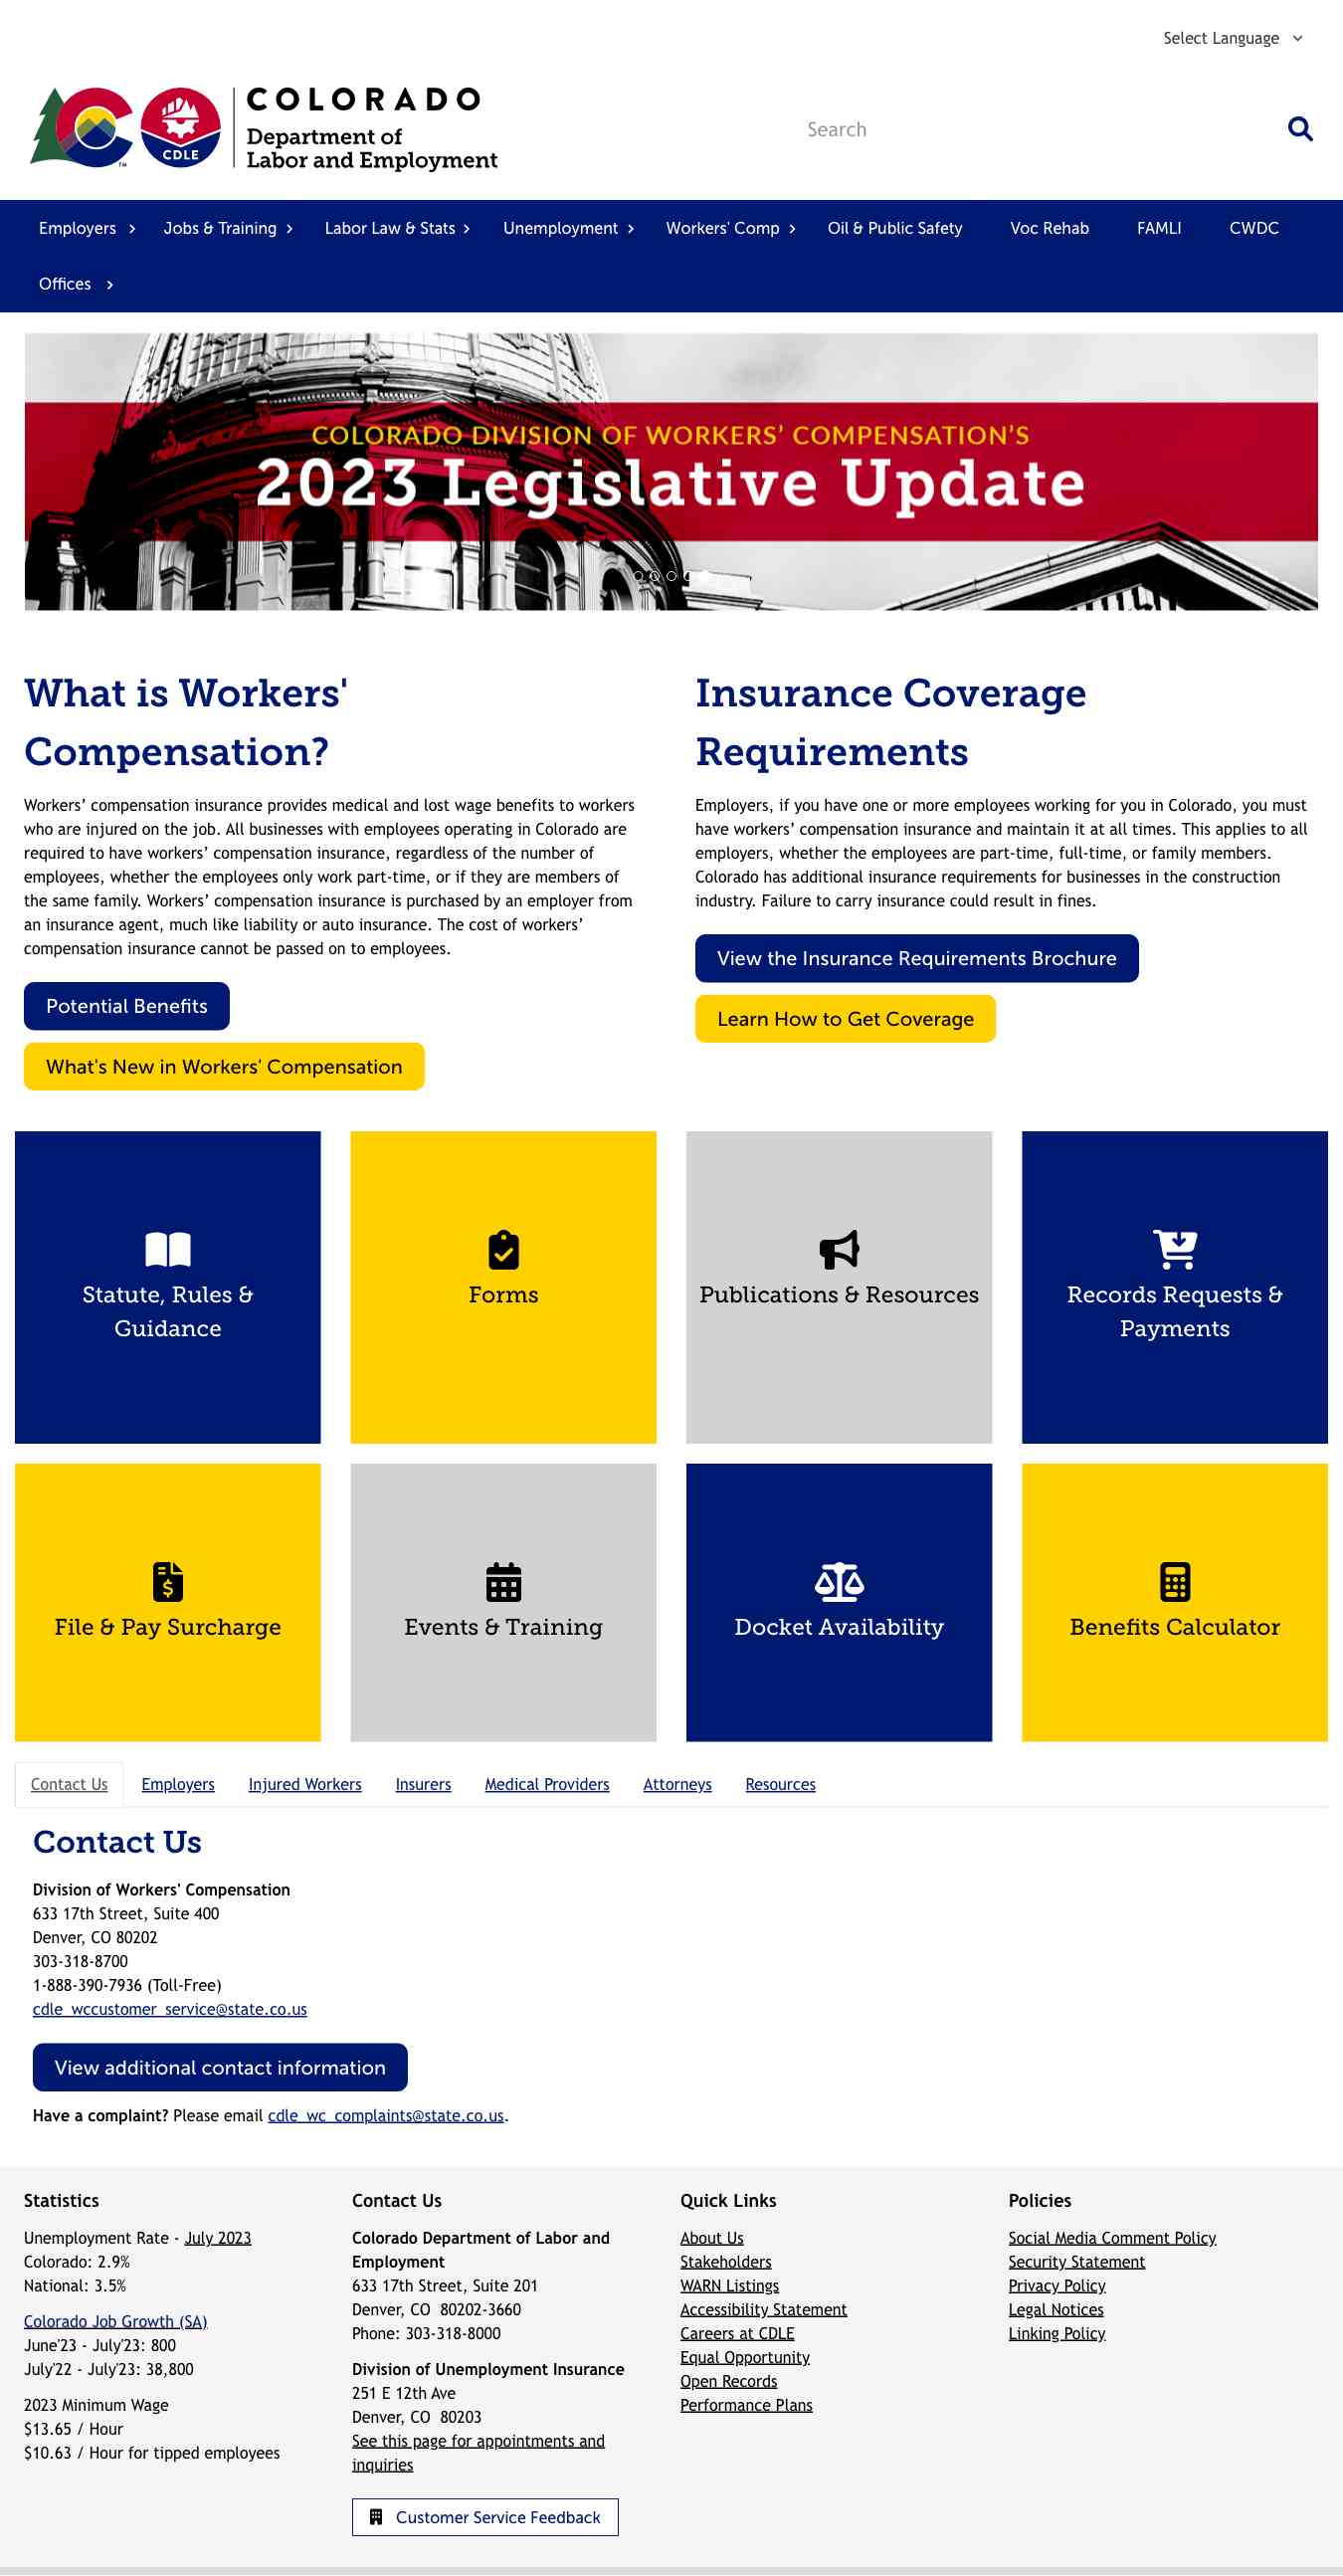 Select Language
COLORADO
Department of
Labor and Employment
CDLE
TM
Search
Employers
Jobs & Training
Labor Law & Stats
Unemployment
Workers' Comp
Oil & Public Safety
Voc Rehab
FAMLI
CWDC
Offices
COLORADO DIVISION OF WORKERS’ COMPENSATION’S
2023 Legislative Update
What is Workers'
Compensation?
Workers’ compensation insurance provides medical and lost wage benefits to workers
who are injured on the job. All businesses with employees operating in Colorado are
required to have workers’ compensation insurance, regardless of the number of
employees, whether the employees only work part-time, or if they are members of
the same family. Workers’ compensation insurance is purchased by an employer from
an insurance agent, much like liability or auto insurance. The cost of workers’
compensation insurance cannot be passed on to employees.
Potential Benefits
What's New in Workers' Compensation
Insurance Coverage
Requirements
Employers, if you have one or more employees working for you in Colorado, you must
have workers’ compensation insurance and maintain it at all times. This applies to all
employers, whether the employees are part-time, full-time, or family members.
Colorado has additional insurance requirements for businesses in the construction
industry. Failure to carry insurance could result in fines.
View the Insurance Requirements Brochure
Learn How to Get Coverage
Statute, Rules &
Guidance
Forms
Publications & Resources
Records Requests &
Payments
File & Pay Surcharge
Events & Training
Docket Availability
Benefits Calculator
Contact Us
Employers
Injured Workers
Insurers
Medical Providers
Attorneys
Resources
Contact Us
Division of Workers' Compensation
633 17th Street, Suite 400
Denver, CO 80202
303-318-8700
1-888-390-7936 (Toll-Free)
cdle_wccustomer_service@state.co.us
View additional contact information
Have a complaint? Please email cdle_wc_complaints@state.co.us.
Statistics
Unemployment Rate - July 2023
Colorado: 2.9%
National: 3.5%
Colorado Job Growth (SA)
June'23 - July'23: 800
July'22 - July'23: 38,800
2023 Minimum Wage
$13.65 / Hour
$10.63 / Hour for tipped employees
Contact Us
Colorado Department of Labor and
Employment
633 17th Street, Suite 201
Denver, CO  80202-3660
Phone: 303-318-8000
Division of Unemployment Insurance
251 E 12th Ave
Denver, CO  80203
See this page for appointments and
inquiries
Customer Service Feedback
Quick Links
About Us
Stakeholders
WARN Listings
Accessibility Statement
Careers at CDLE
Equal Opportunity
Open Records
Performance Plans
Policies
Social Media Comment Policy
Security Statement
Privacy Policy
Legal Notices
Linking Policy